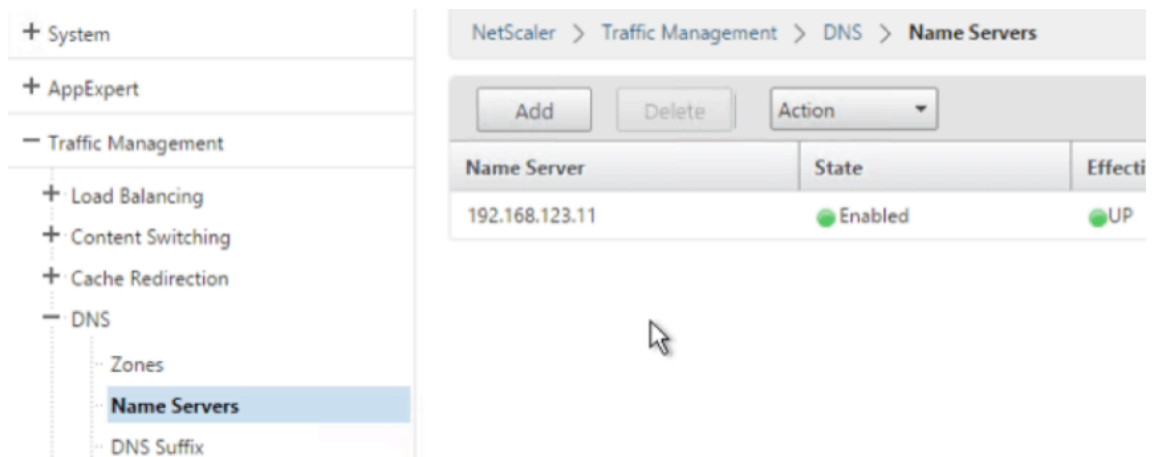 + System
+ AppExpert
− Traffic Management
+ Load Balancing
+ Content Switching
+ Cache Redirection
− DNS
Zones
Name Servers
DNS Suffix
NetScaler > Traffic Management > DNS > Name Servers
Add Delete Action
Name Server State Effecti
192.168.123.11 Enabled UP